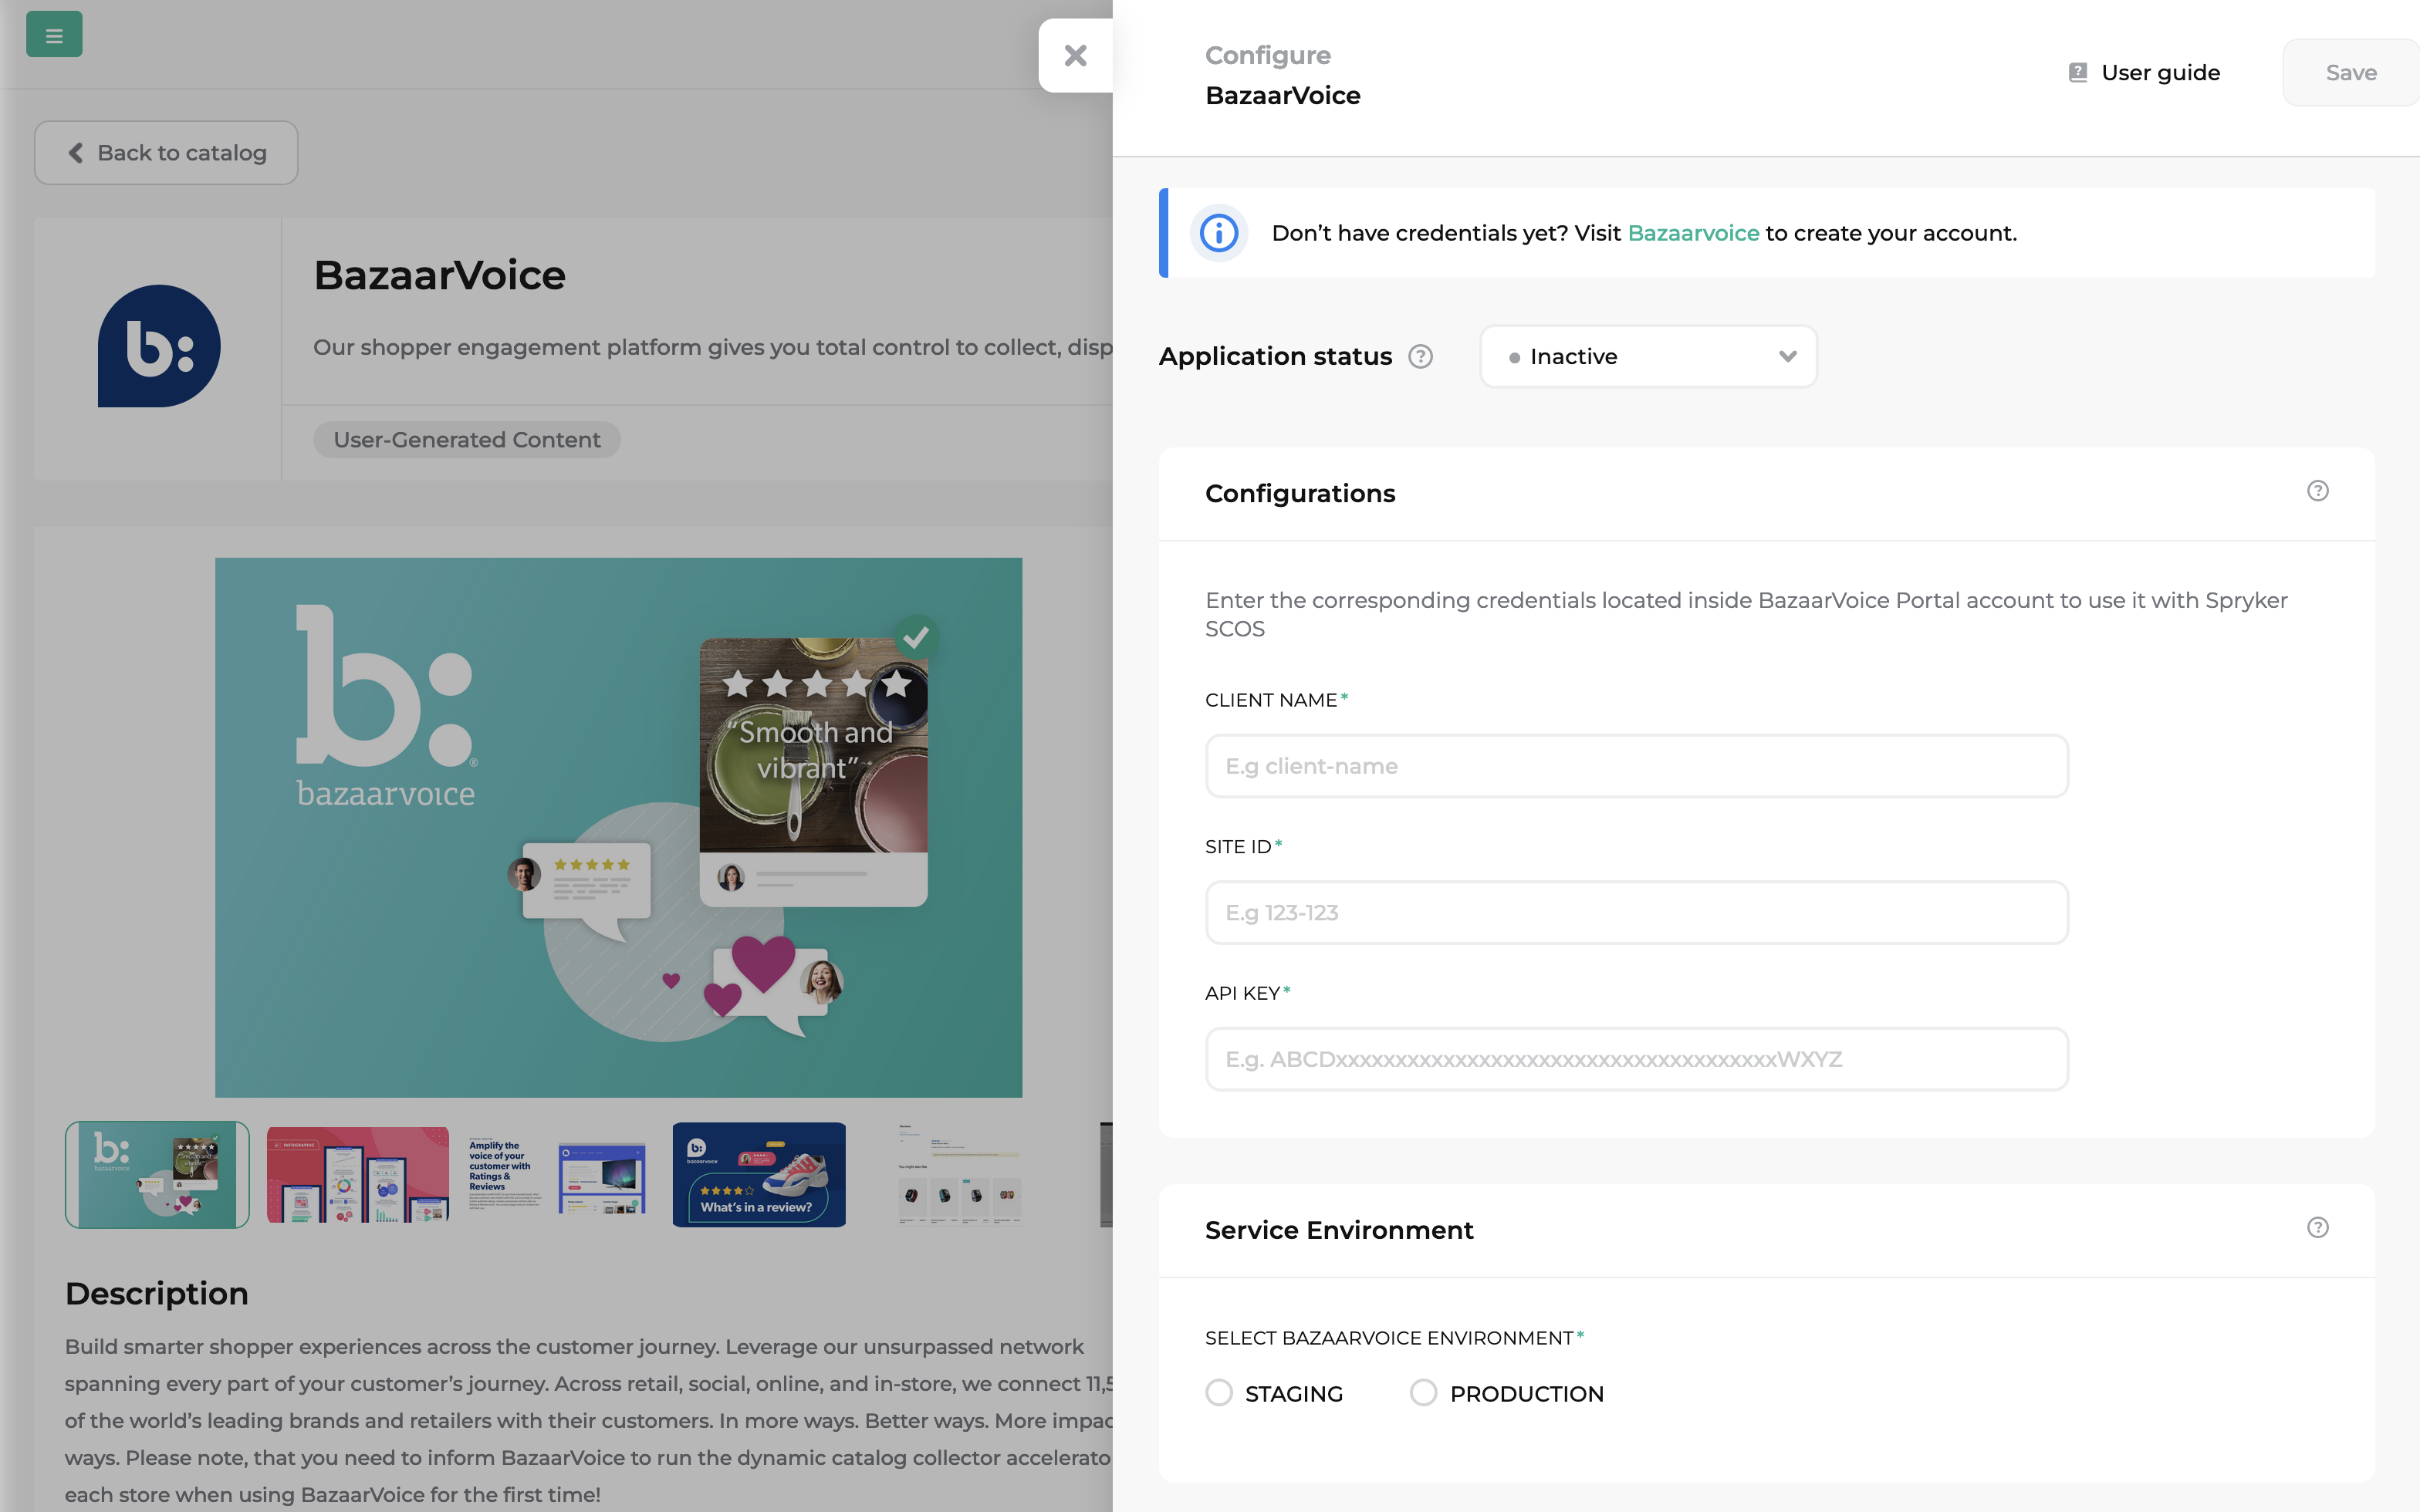 Back to catalog
BazaarVoice
Our shopper engagement platform gives you total control to collect, disp
User-Generated Content
b:
bazaarvoice
®
“Smooth and
vibrant”
INFOGRAPHIC
Amplify the
voice of your
customer with
Ratings &
Reviews
b:
bazaarvoice
What’s in a review?
You might also like
Description
Build smarter shopper experiences across the customer journey. Leverage our unsurpassed network
spanning every part of your customer’s journey. Across retail, social, online, and in-store, we connect 11,5
of the world’s leading brands and retailers with their customers. In more ways. Better ways. More impac
ways. Please note, that you need to inform BazaarVoice to run the dynamic catalog collector accelerato
each store when using BazaarVoice for the first time!
Configure
BazaarVoice
User guide
Save
Don’t have credentials yet? Visit Bazaarvoice to create your account.
Application status
Inactive
Configurations
Enter the corresponding credentials located inside BazaarVoice Portal account to use it with Spryker
SCOS
CLIENT NAME*
E.g client-name
SITE ID*
E.g 123-123
API KEY*
E.g. ABCDxxxxxxxxxxxxxxxxxxxxxxxxxxxxxxxxxxxxxWXYZ
Service Environment
SELECT BAZAARVOICE ENVIRONMENT*
STAGING
PRODUCTION